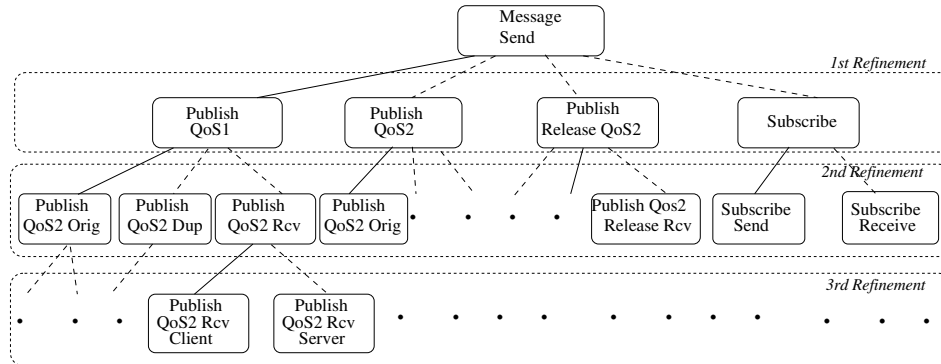 Message
Send
1st Refinement
Publish
QoS1
Publish
QoS2
Publish
Release QoS2
Subscribe
2nd Refinement
Publish
QoS2 Orig
Publish
QoS2 Dup
Publish
QoS2 Rcv
Publish
QoS2 Orig
Publish Qos2
Release Rcv
Subscribe
Send
Subscribe
Receive
3rd Refinement
Publish
QoS2 Rcv
Client
Publish
QoS2 Rcv
Server